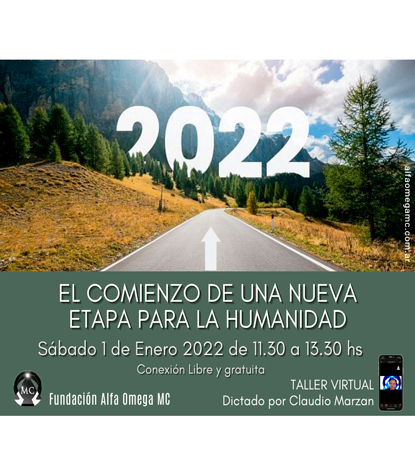 2022
alfaomegamc.com.ar
EL COMIENZO DE UNA NUEVA
ETAPA PARA LA HUMANIDAD
Sábado 1 de Enero 2022 de 11.30 a 13.30 hs
Conexión Libre y gratuita
TALLER VIRTUAL
Dictado por Claudio Marzan
MC
Fundación Alfa Omega MC